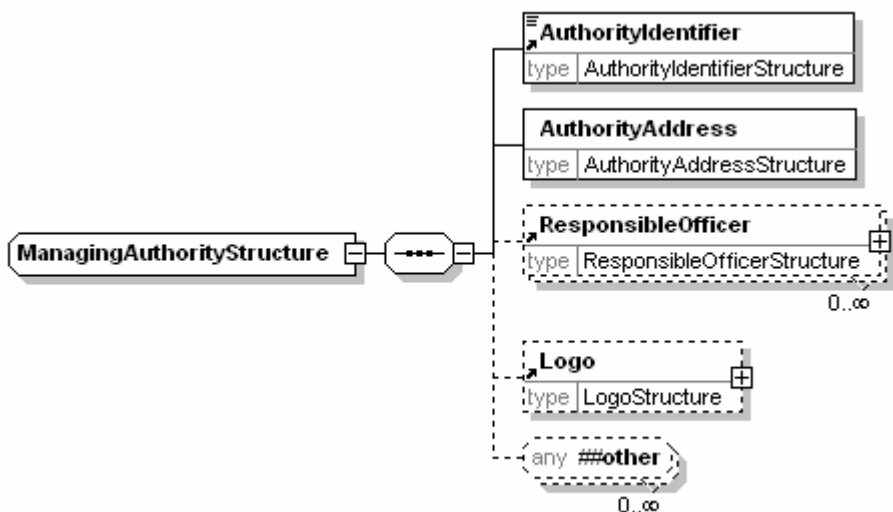 AuthorityIdentifier
type AuthorityIdentifierStructure
AuthorityAddress
type AuthorityAddressStructure
ManagingAuthorityStructure
ResponsibleOfficer
type ResponsibleOfficerStructure
0..∞
Logo
type LogoStructure
any ##other
0..∞